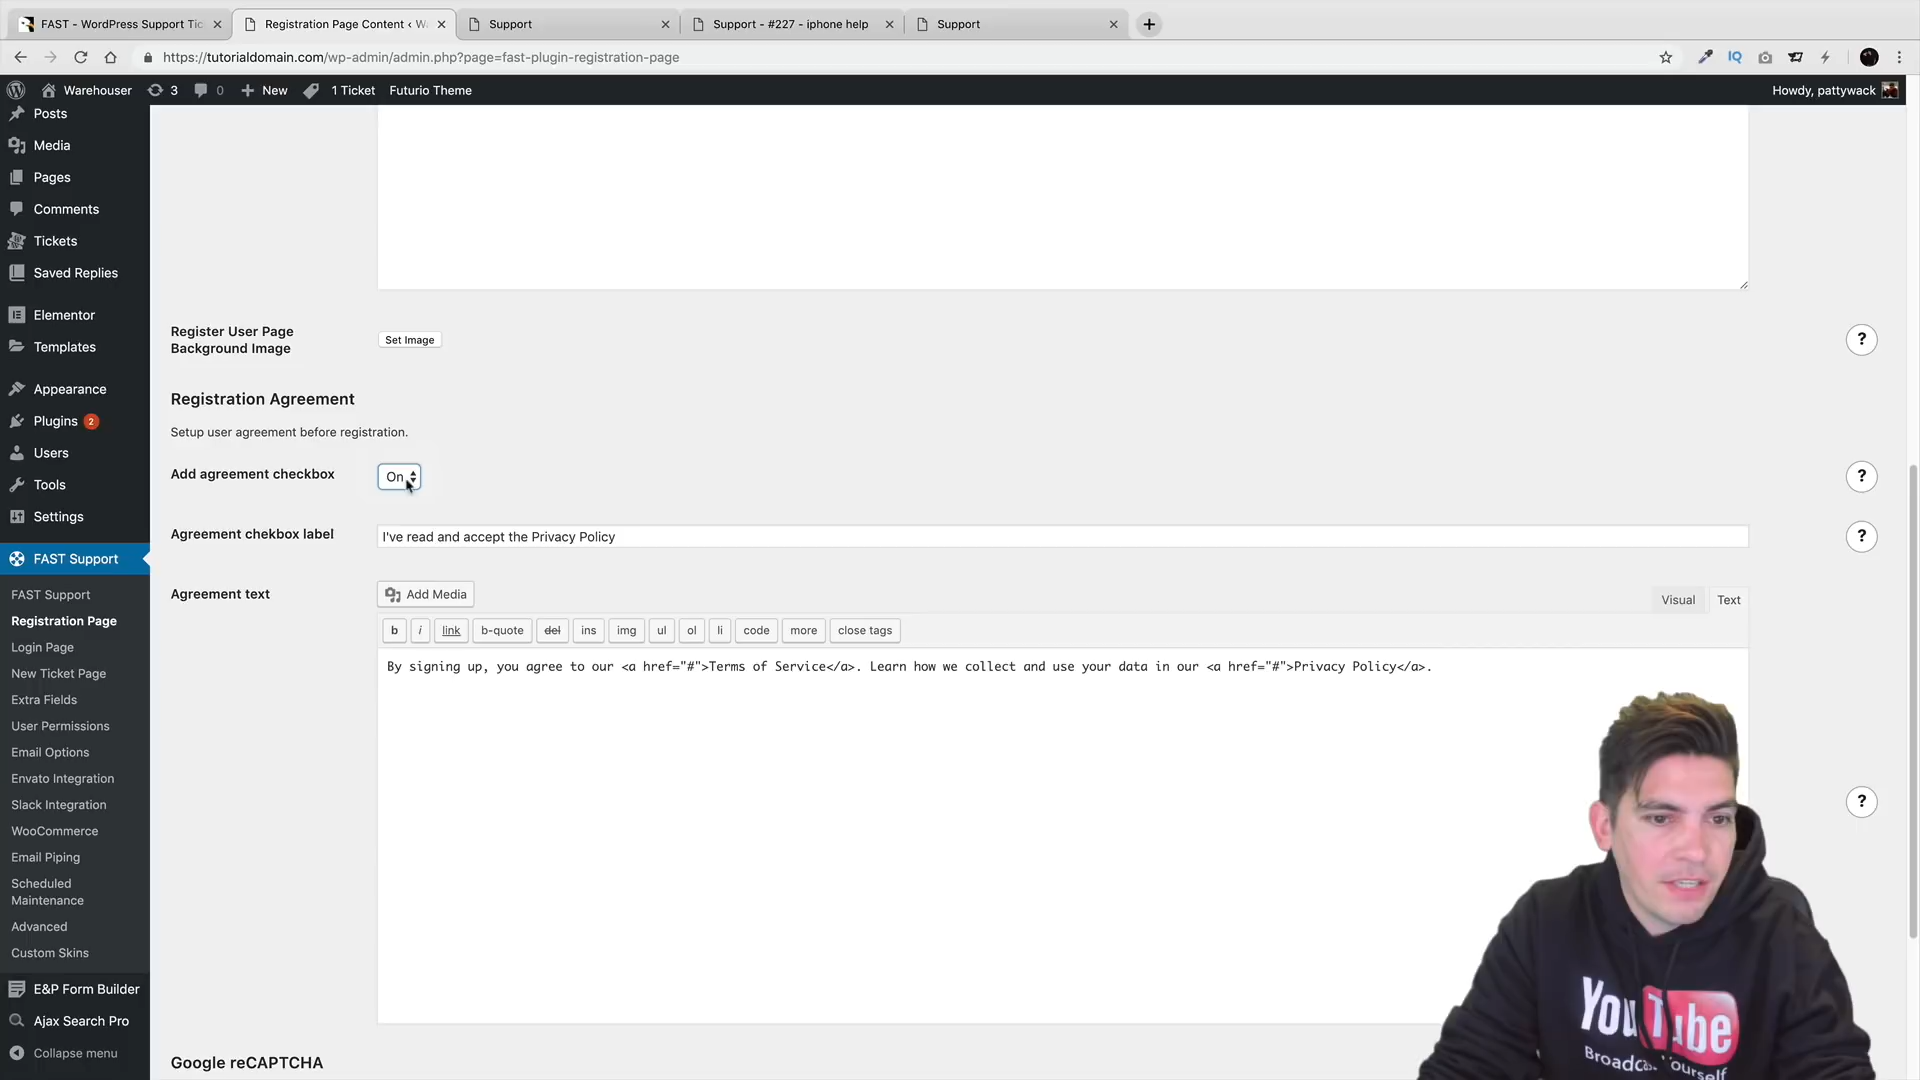 FAST - WordPress Support Tic
Registration Page Content ‹ W
Support
Support - #227 - iphone help
Support
https://tutorialdomain.com/wp-admin/admin.php?page=fast-plugin-registration-page
IQ
Warehouser
3
0
New
1 Ticket
Futurio Theme
Howdy, pattywack
Posts
Media
Pages
Comments
Tickets
Saved Replies
Elementor
Templates
Appearance
Plugins 2
Users
Tools
Settings
FAST Support
FAST Support
Registration Page
Login Page
New Ticket Page
Extra Fields
User Permissions
Email Options
Envato Integration
Slack Integration
WooCommerce
Email Piping
Scheduled
Maintenance
Advanced
Custom Skins
E&P Form Builder
Ajax Search Pro
Collapse menu
Register User Page
Background Image
Set Image
?
Registration Agreement
Setup user agreement before registration.
Add agreement checkbox
On
?
Agreement chekbox label
I've read and accept the Privacy Policy
?
Agreement text
Add Media
Visual
Text
b
i
link
b-quote
del
ins
img
ul
ol
li
code
more
close tags
By signing up, you agree to our <a href="#">Terms of Service</a>. Learn how we collect and use your data in our <a href="#">Privacy Policy</a>.
?
Google reCAPTCHA
YouTube
Broadcast Yourself